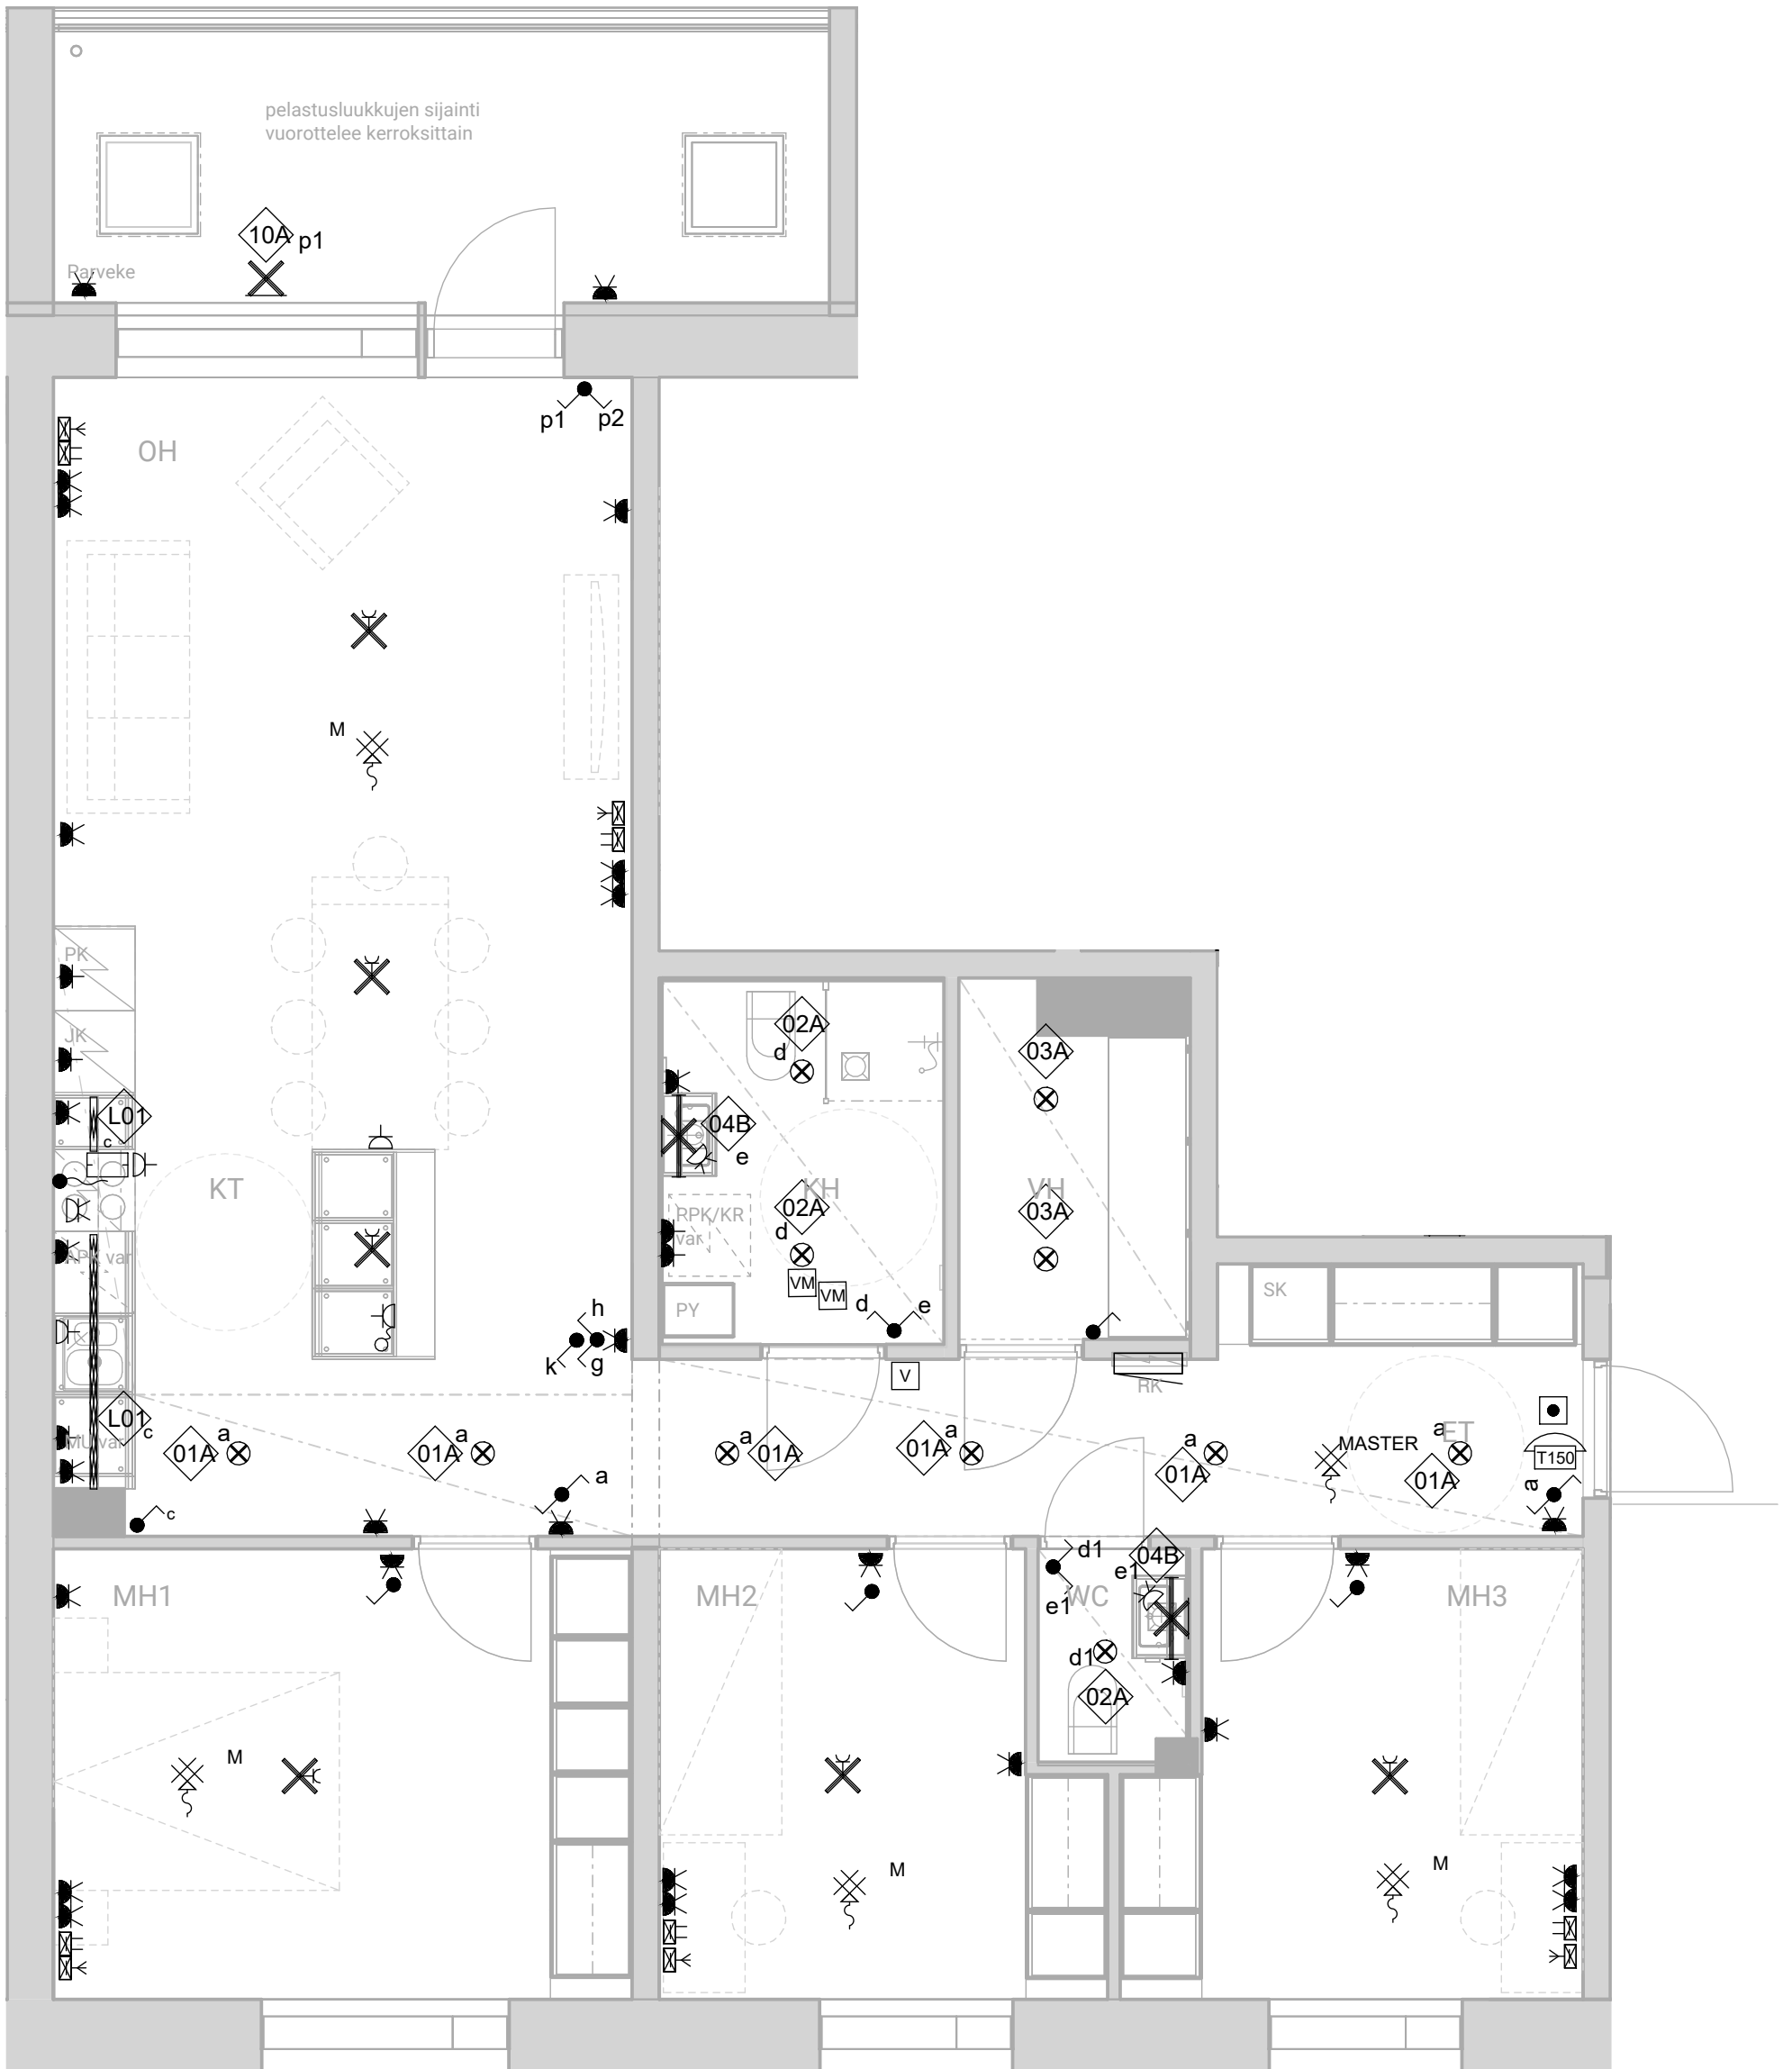 pelastusluukkujen sijainti
vuorottelee kerroksittain
10A p1
Parveke
p1 p2
OH
M
PK
JK
02A
d
03A
L01
c
04B
e
KT
KH
VH
02A
03A
RPK/KR
var
d
APK var
VM
VM
SK
PY
d e
h
k g
V
RK
L01
c
MU var
a
01A
a
01A
a
01A
a
01A
a
01A
MASTER
a
ET
01A
T150
a
a
c
MH1
MH2
d1
04B
e1
WC
e1
MH3
d1
02A
M
M
M